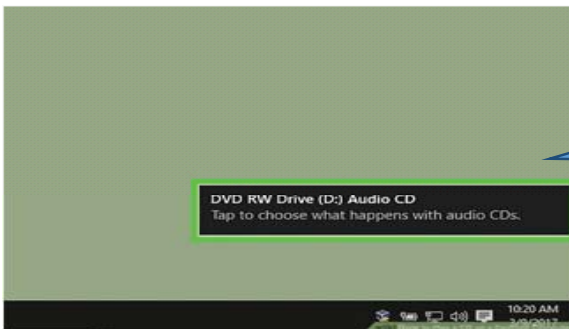 DVD RW Drive (D:) Audio CD
Tap to choose what happens with audio CDs.
10:20 AM